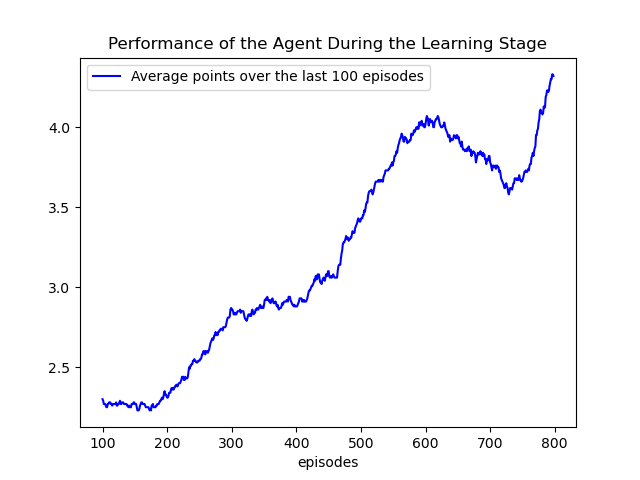 Performance of the Agent During the Learning Stage
Average points over the last 100 episodes
4.0
3.5
3.0
2.5
100 200 300 400 500 600 700 800
episodes